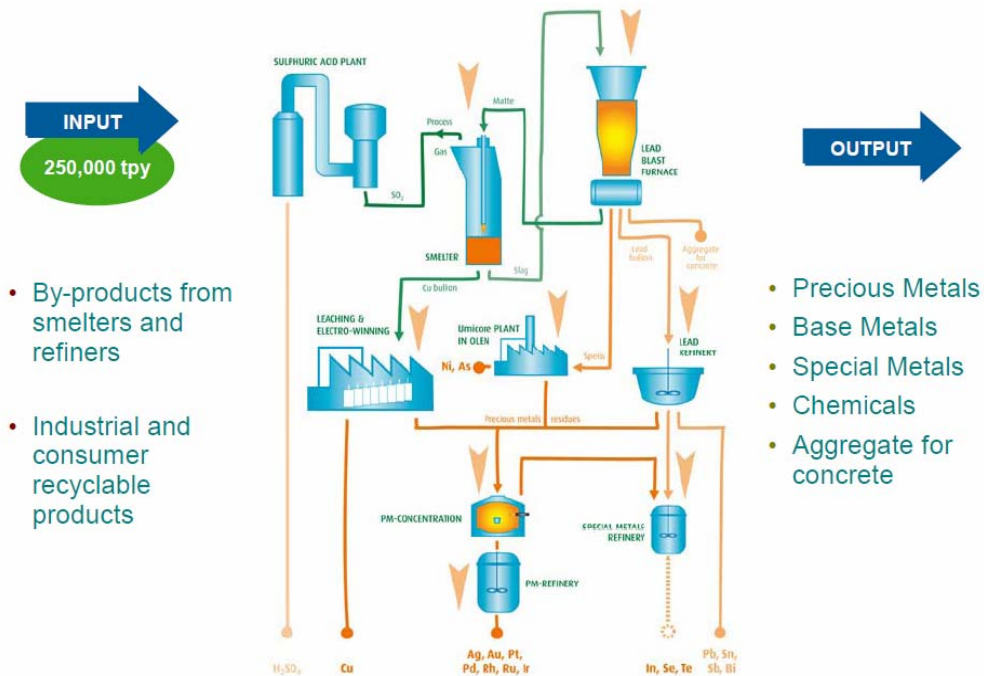 INPUT
250,000 tpy
• By-products from
smelters and
refiners
• Industrial and
consumer
recyclable
products
SULPHURIC ACID PLANT
Process
Gas
SO₂
Matte
SMELTER
Cu bullion
Slag
LEAD
BLAST
FURNACE
Lead
bullion
Aggregate
for
concrete
LEACHING &
ELECTRO-WINNING
Umicore PLANT
IN OLEN
Ni, As
Speiss
LEAD
REFINERY
Precious metals residues
PM-CONCENTRATION
SPECIAL METALS
REFINERY
PM-REFINERY
H₂SO₄
Cu
Ag, Au, Pt,
Pd, Rh, Ru, Ir
In, Se, Te
Pb, Sn,
Sb, Bi
OUTPUT
• Precious Metals
• Base Metals
• Special Metals
• Chemicals
• Aggregate for
concrete